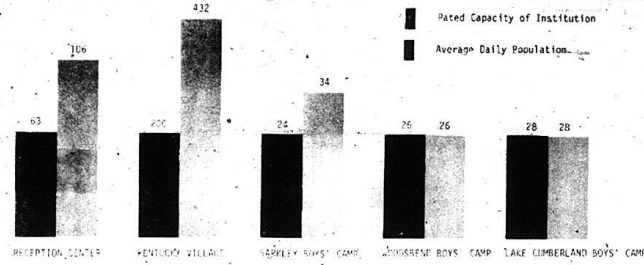 432
Rated Capacity of Institution
106
Average Daily Population
34
63
24
26 26
28 28
RECEPTION CENTER
KENTUCKY VILLAGE
BARKLEY BOYS' CAMP
WOODSBEND BOYS CAMP
LAKE CUMBERLAND BOYS' CAMP